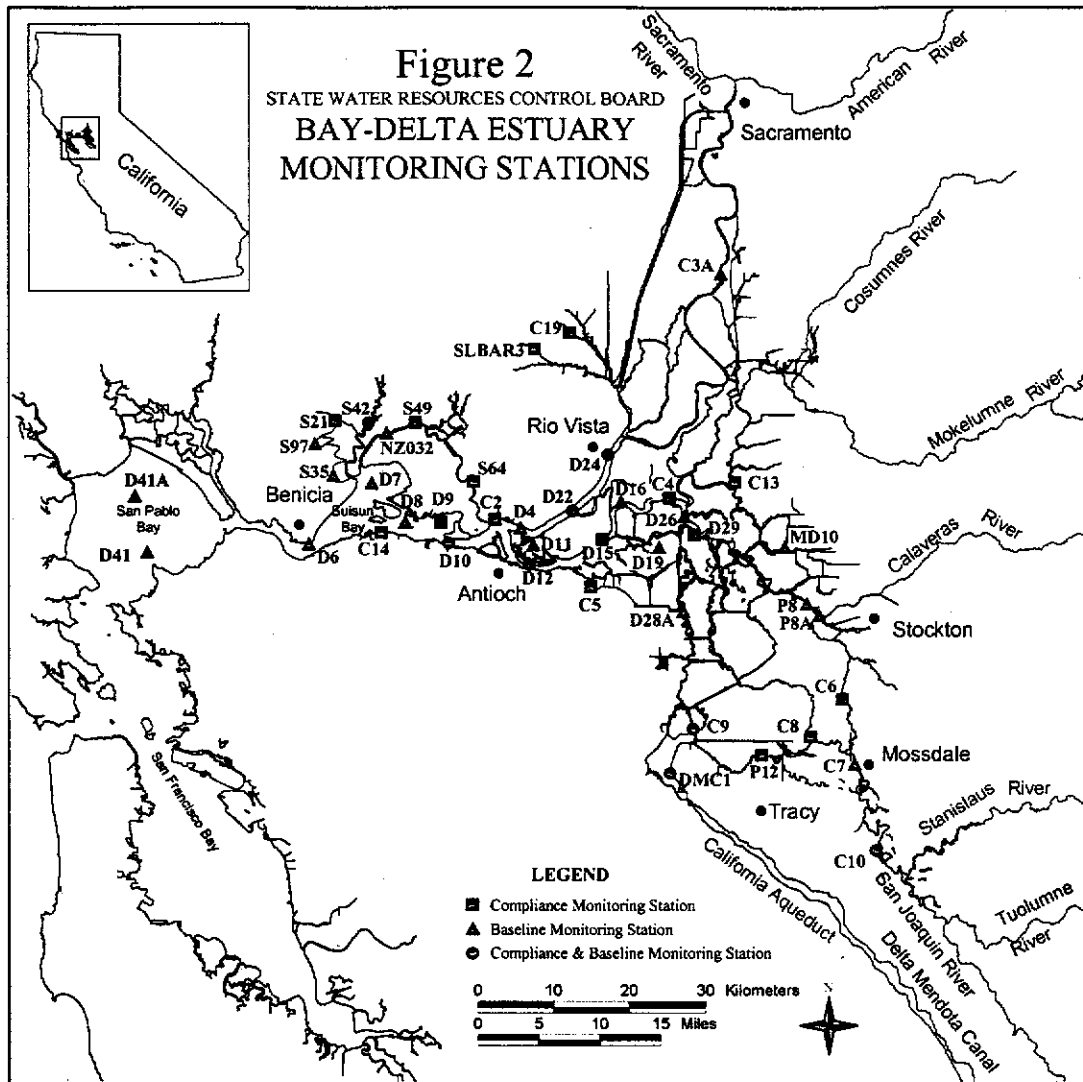 Figure 2
STATE WATER RESOURCES CONTROL BOARD
BAY-DELTA ESTUARY
MONITORING STATIONS
California
Sacramento
River
American River
Sacramento
C3A
Cosumnes River
C19
SLBAR3
Mokelumne River
S21
S42
S49
S97
NZ032
Rio Vista
D24
S35
D7
S64
C13
D41A
San Pablo
Bay
Benicia
Suisun
Bay
D8
D9
C2
D4
D22
D16
C4
D26
D29
Calaveras
River
D41
D6
C14
D10
D11
D12
D15
D19
MD10
Antioch
C5
D28A
P8
P8A
Stockton
C6
C9
C8
San Francisco Bay
DMC1
P12
C7
Mossdale
Tracy
Stanislaus River
C10
California Aqueduct
San Joaquin River
Delta Mendota Canal
Tuolumne
River
LEGEND
Compliance Monitoring Station
Baseline Monitoring Station
Compliance & Baseline Monitoring Station
0 10 20 30 Kilometers
0 5 10 15 Miles
N